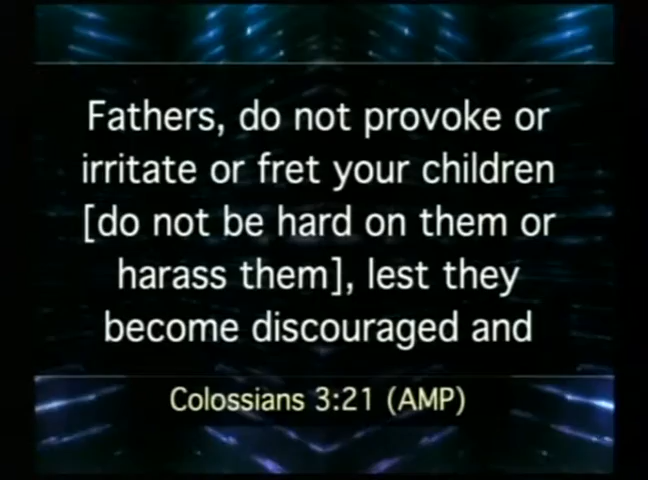 Fathers, do not provoke or
irritate or fret your children
[do not be hard on them or
harass them], lest they
become discouraged and
Colossians 3:21 (AMP)